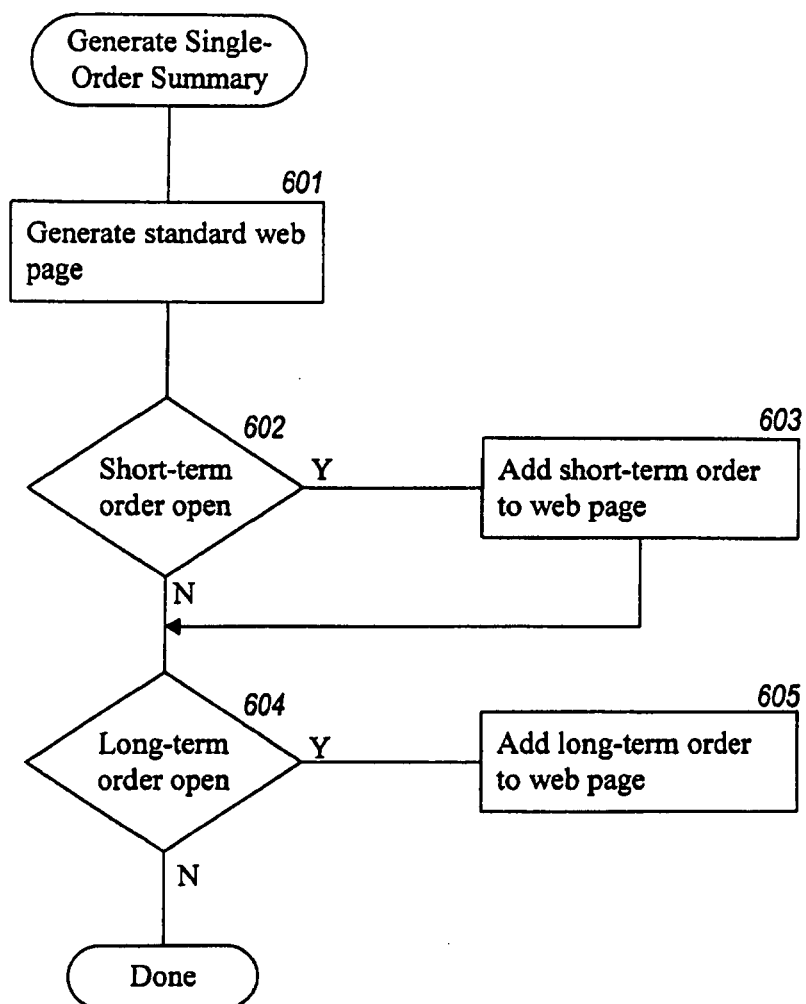 Generate Single-
Order Summary
601
Generate standard web
page
602
Short-term
order open
Y
603
Add short-term order
to web page
N
604
Long-term
order open
Y
605
Add long-term order
to web page
N
Done